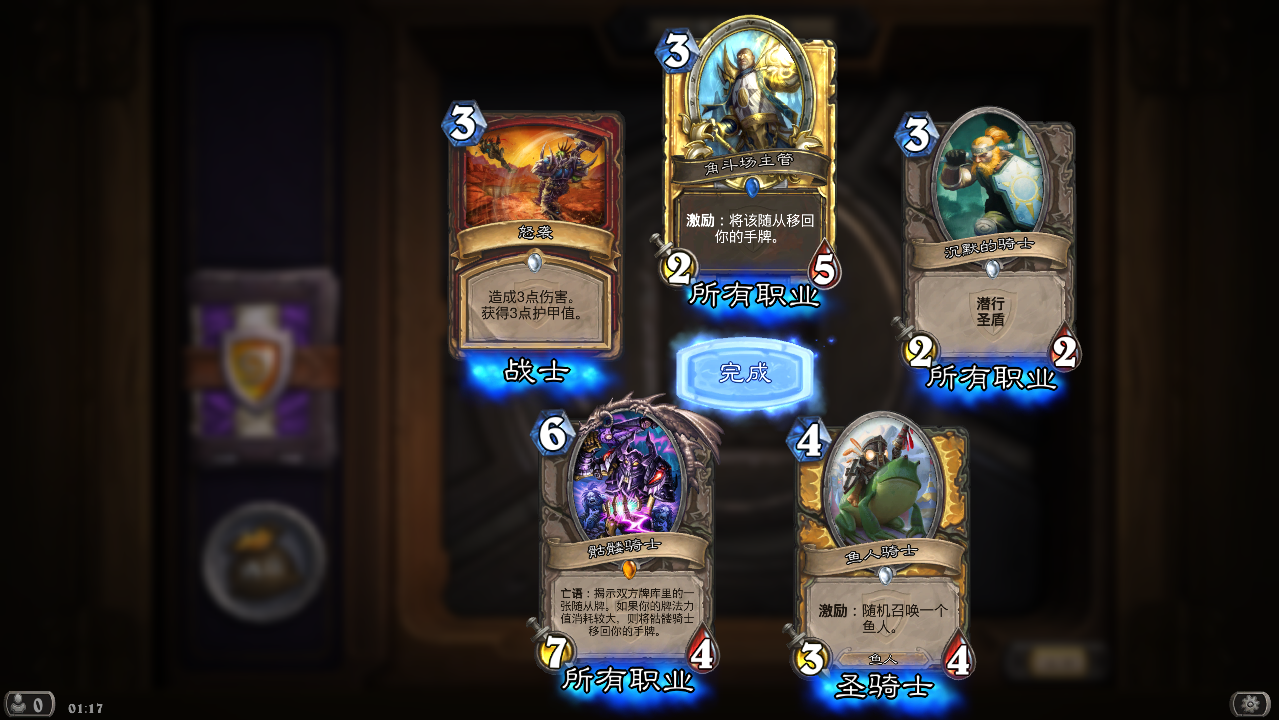 3
角斗场主管
激励：将该随从移回
你的手牌。
2
5
所有职业
3
怒袭
造成3点伤害。
获得3点护甲值。
战士
3
沉默的骑士
潜行
圣盾
2
2
所有职业
完成
6
骷髅骑士
亡语：揭示双方牌库里的一
张随从牌。如果你的牌法力
值消耗较大，则将骷髅骑士
移回你的手牌。
7
4
所有职业
4
鱼人骑士
激励：随机召唤一个
鱼人。
鱼人
3
4
圣骑士
0
01:17